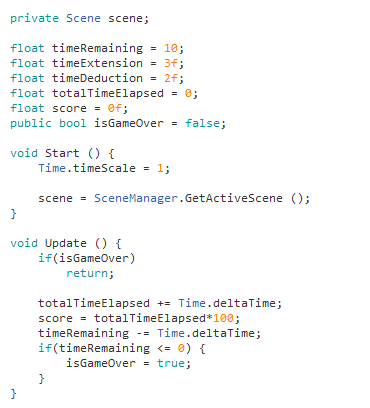 private Scene scene;

float timeRemaining = 10;
float timeExtension = 3f;
float timeDeduction = 2f;
float totalTimeElapsed = 0;
float score = 0f;
public bool isGameOver = false;

void Start () {
    Time.timeScale = 1;

    scene = SceneManager.GetActiveScene ();
}

void Update () {
    if(isGameOver)
        return;

    totalTimeElapsed += Time.deltaTime;
    score = totalTimeElapsed*100;
    timeRemaining -= Time.deltaTime;
    if(timeRemaining <= 0) {
        isGameOver = true;
    }
}